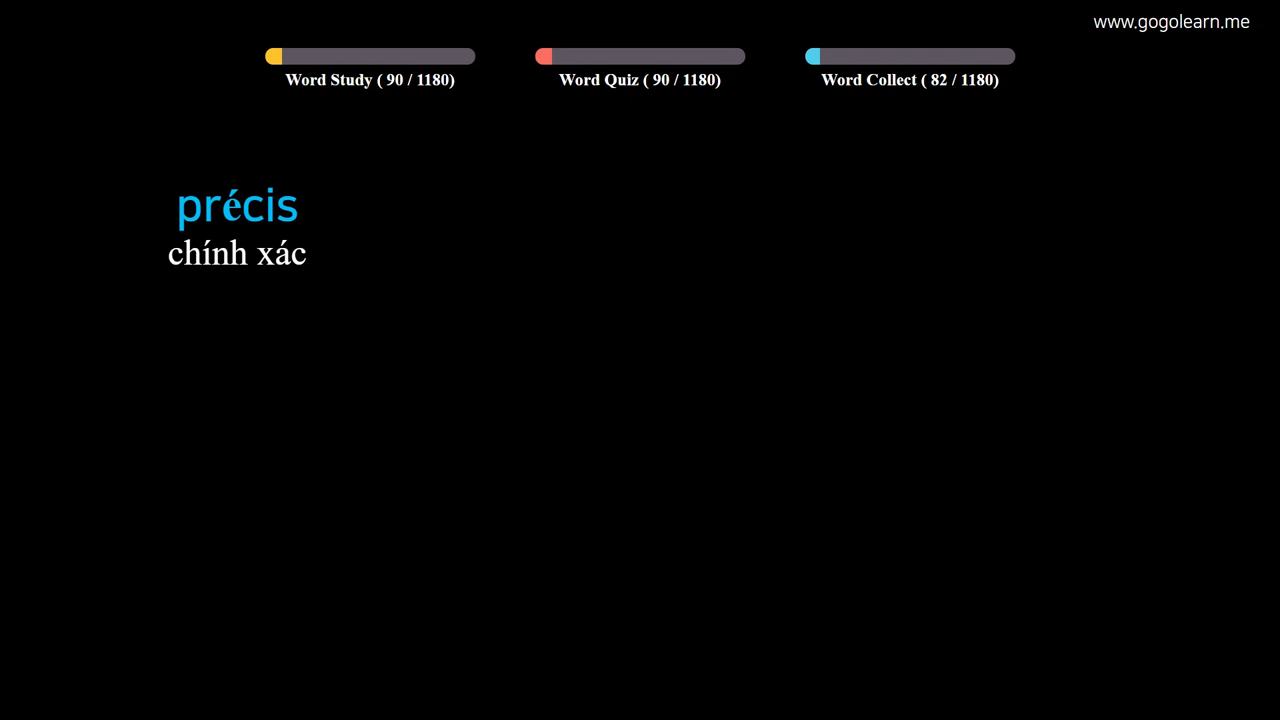 www.gogolearn.me
Word Study ( 90 / 1180)
Word Quiz ( 90 / 1180)
Word Collect ( 82 / 1180)
précis
chính xác